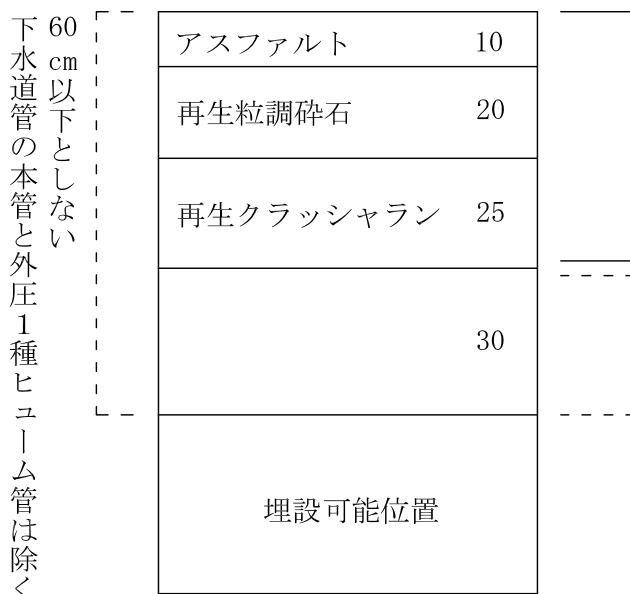 60cm以下としない
下水道管の本管と外圧1種ヒューム管は除く
アスファルト 10
再生粒調砕石 20
再生クラッシャラン 25
30
埋設可能位置